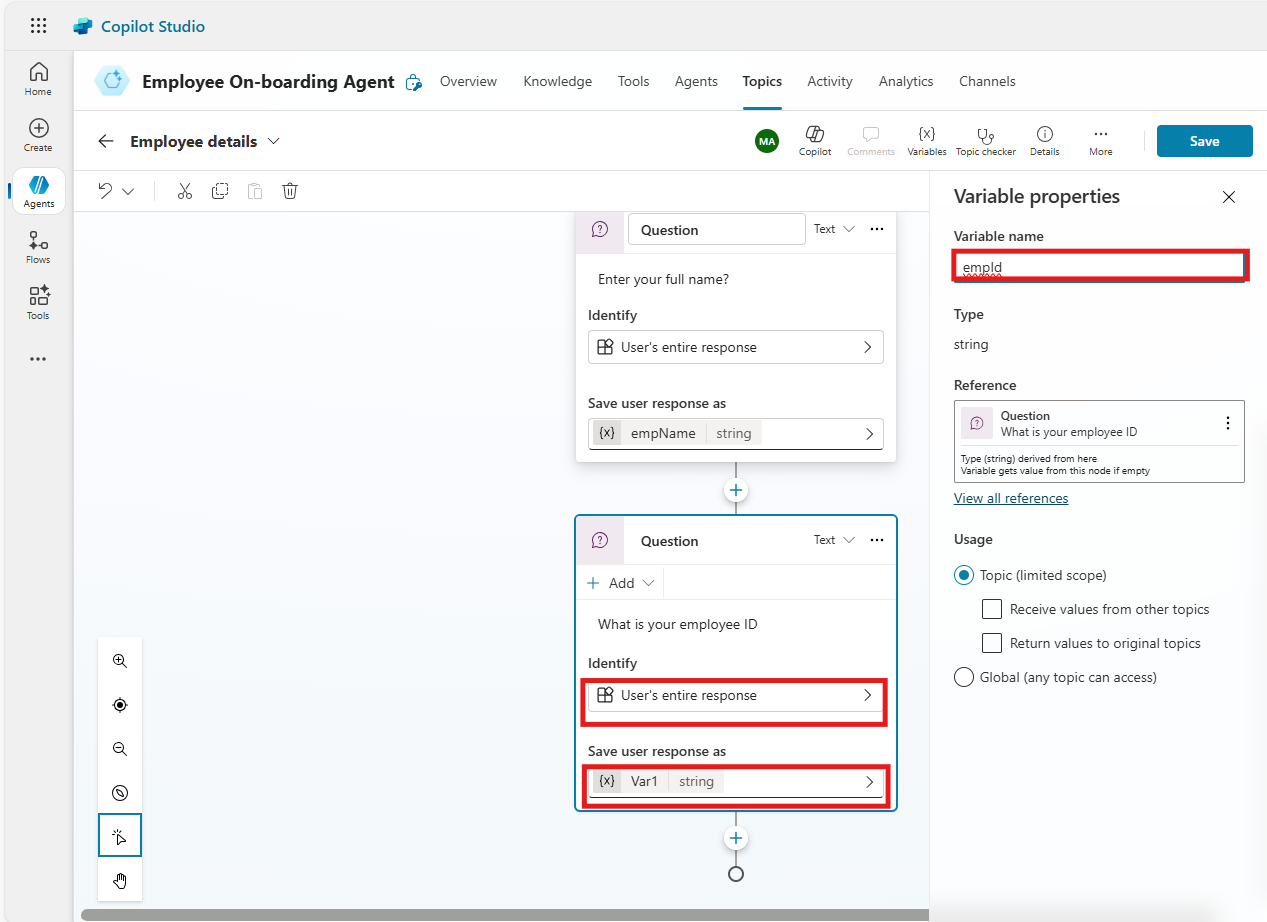 Copilot Studio
Home
Create
Agents
Flows
Tools
Employee On-boarding Agent
Overview Knowledge Tools Agents Topics Activity Analytics Channels
Employee details
MA
Copilot Comments {x} Variables Topic checker Details More
Save
Question Text
Enter your full name?
Identify
User's entire response
Save user response as
{x} empName string
Question Text
Add
What is your employee ID
Identify
User's entire response
Save user response as
{x} Var1 string
Variable properties
Variable name
empId
Type
string
Reference
Question
What is your employee ID
Type (string) derived from here
Variable gets value from this node if empty
View all references
Usage
Topic (limited scope)
Receive values from other topics
Return values to original topics
Global (any topic can access)